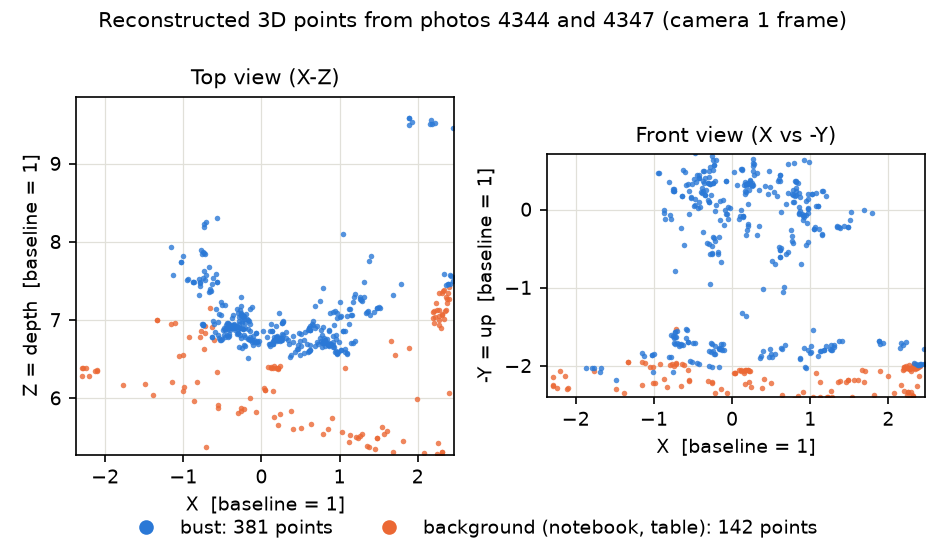 Reconstructed 3D points from photos 4344 and 4347 (camera 1 frame)
Top view (X-Z)
Z = depth [baseline = 1]
9
8
7
6
−2
−1
0
1
2
X [baseline = 1]
Front view (X vs -Y)
-Y = up [baseline = 1]
0
−1
−2
−2
−1
0
1
2
X [baseline = 1]
bust: 381 points
background (notebook, table): 142 points